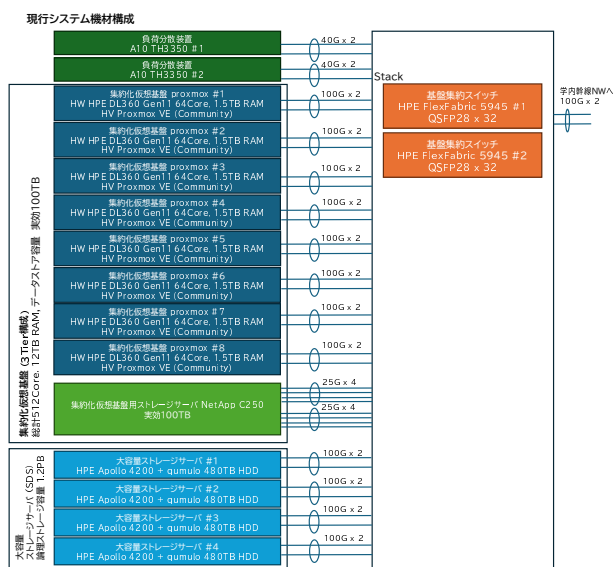 現行システム機材構成
負荷分散装置
A10 TH3350 #1
40G x 2
負荷分散装置
A10 TH3350 #2
40G x 2
Stack
集約化仮想基盤 (3Tier構成)
総計512Core, 12TB RAM, データストア容量 実効100TB
集約化仮想基盤 proxmox #1
HW HPE DL360 Gen11 64Core, 1.5TB RAM
HV Proxmox VE (Community)
100G x 2
集約化仮想基盤 proxmox #2
HW HPE DL360 Gen11 64Core, 1.5TB RAM
HV Proxmox VE (Community)
100G x 2
集約化仮想基盤 proxmox #3
HW HPE DL360 Gen11 64Core, 1.5TB RAM
HV Proxmox VE (Community)
100G x 2
集約化仮想基盤 proxmox #4
HW HPE DL360 Gen11 64Core, 1.5TB RAM
HV Proxmox VE (Community)
100G x 2
集約化仮想基盤 proxmox #5
HW HPE DL360 Gen11 64Core, 1.5TB RAM
HV Proxmox VE (Community)
100G x 2
集約化仮想基盤 proxmox #6
HW HPE DL360 Gen11 64Core, 1.5TB RAM
HV Proxmox VE (Community)
100G x 2
集約化仮想基盤 proxmox #7
HW HPE DL360 Gen11 64Core, 1.5TB RAM
HV Proxmox VE (Community)
100G x 2
集約化仮想基盤 proxmox #8
HW HPE DL360 Gen11 64Core, 1.5TB RAM
HV Proxmox VE (Community)
100G x 2
集約化仮想基盤用ストレージサーバ NetApp C250
実効100TB
25G x 4
25G x 4
大容量
ストレージサーバ (SDS)
論理ストレージ容量 1.2PB
大容量ストレージサーバ #1
HPE Apollo 4200 + qumulo 480TB HDD
100G x 2
大容量ストレージサーバ #2
HPE Apollo 4200 + qumulo 480TB HDD
100G x 2
大容量ストレージサーバ #3
HPE Apollo 4200 + qumulo 480TB HDD
100G x 2
大容量ストレージサーバ #4
HPE Apollo 4200 + qumulo 480TB HDD
100G x 2
基盤集約スイッチ
HPE FlexFabric 5945 #1
QSFP28 x 32
基盤集約スイッチ
HPE FlexFabric 5945 #2
QSFP28 x 32
学内幹線NWへ
100G x 2